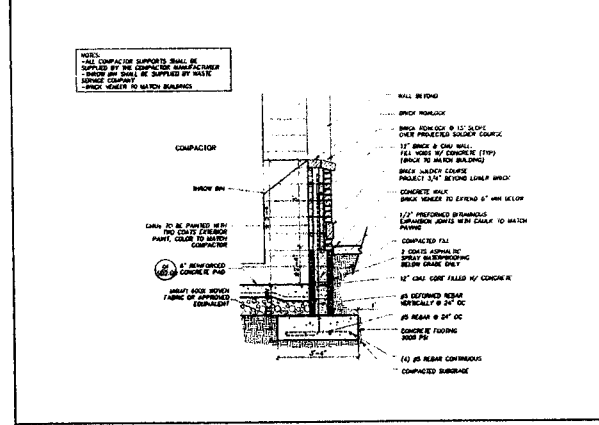 NOTES:
-ALL COMPACTOR SUPPORTS SHALL BE
SUPPLIED BY THE COMPACTOR MANUFACTURER
-THROW BIN SHALL BE SUPPLIED BY WASTE
SERVICE COMPANY
-BRICK VENEER TO MATCH BUILDINGS
COMPACTOR
THROW BIN
CMU TO BE PAINTED WITH
TWO COATS EXTERIOR
PAINT, COLOR TO MATCH
COMPACTOR
6" REINFORCED
CONCRETE PAD
MIRAFI 600X WOVEN
FABRIC OR APPROVED
EQUIVALENT
WALL BEYOND
BRICK ROWLOCK
BRICK ROWLOCK @ 15° SLOPE
OVER PROJECTED SOLDIER COURSE
12" BRICK & CMU WALL.
FILL VOIDS W/ CONCRETE (TYP)
(BRICK TO MATCH BUILDING)
BRICK SOLDIER COURSE
PROJECT 3/4" BEYOND LOWER BRICK
CONCRETE WALK
BRICK VENEER TO EXTEND 6" MIN BELOW
1/2" PREFORMED BITUMINOUS
EXPANSION JOINTS WITH CAULK TO MATCH
PAVING
COMPACTED FILL
2 COATS ASPHALTIC
SPRAY WATERPROOFING
BELOW GRADE ONLY
12" CMU, CORE FILLED W/ CONCRETE
#5 DEFORMED REBAR
VERTICALLY @ 24" OC
#5 REBAR @ 24" OC
CONCRETE FOOTING
3000 PSI
(4) #5 REBAR CONTINUOUS
COMPACTED SUBGRADE